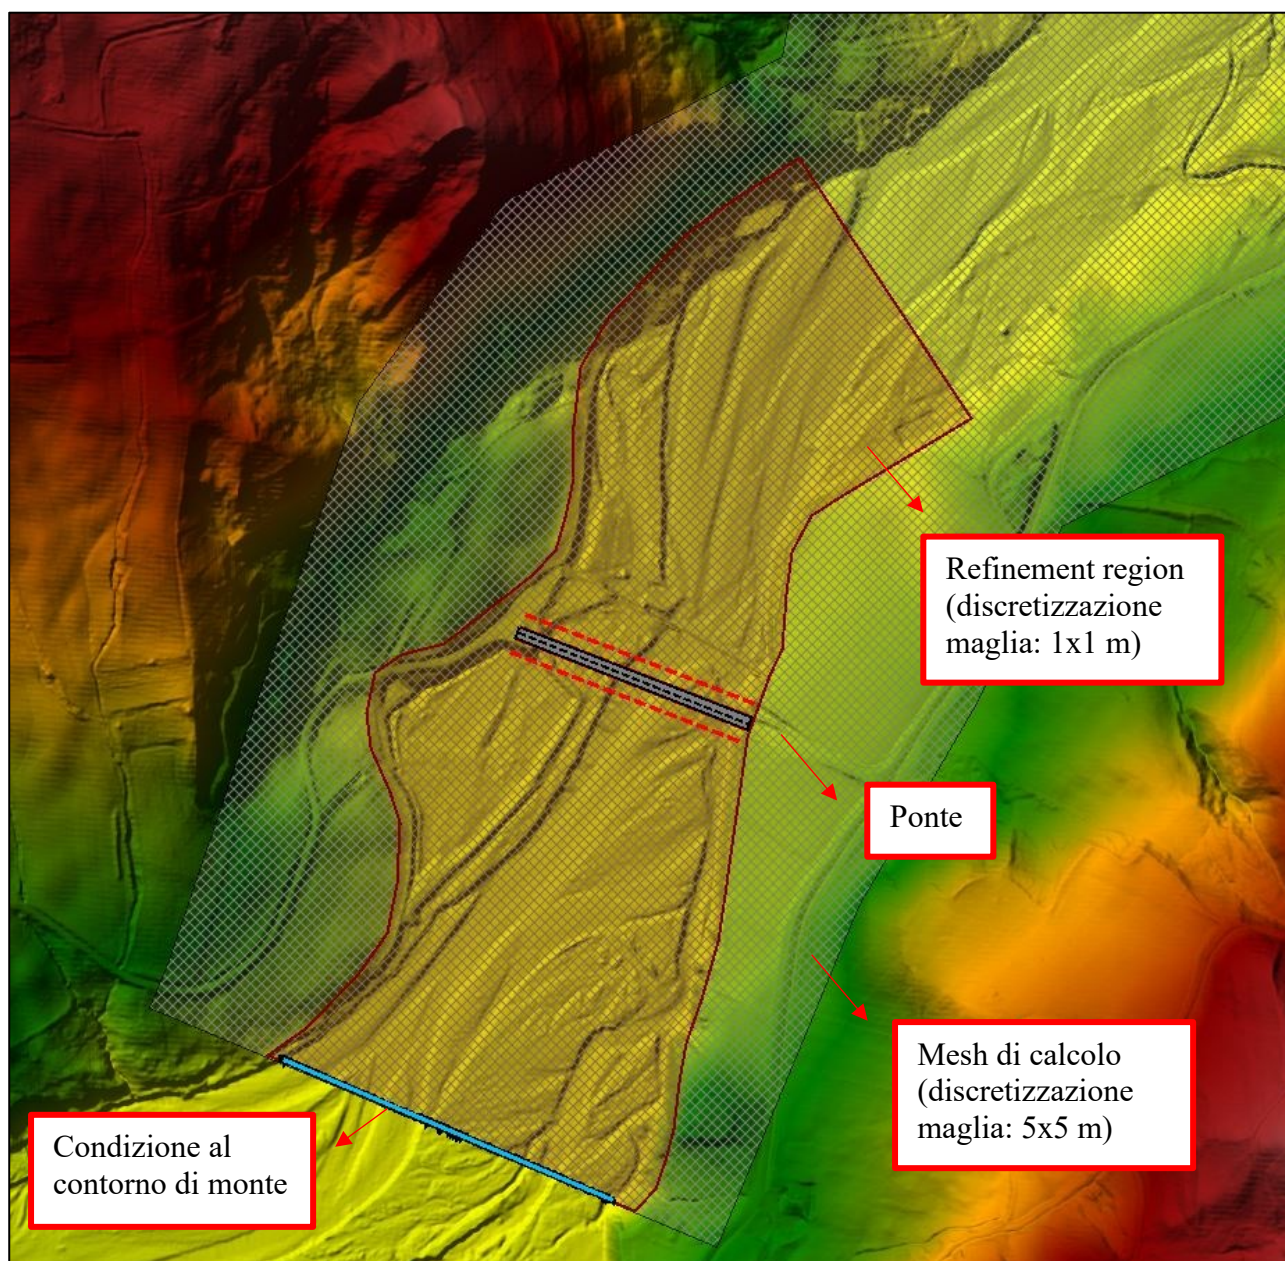 Refinement region
(discretizzazione
maglia: 1x1 m)
Ponte
Mesh di calcolo
(discretizzazione
maglia: 5x5 m)
Condizione al
contorno di monte